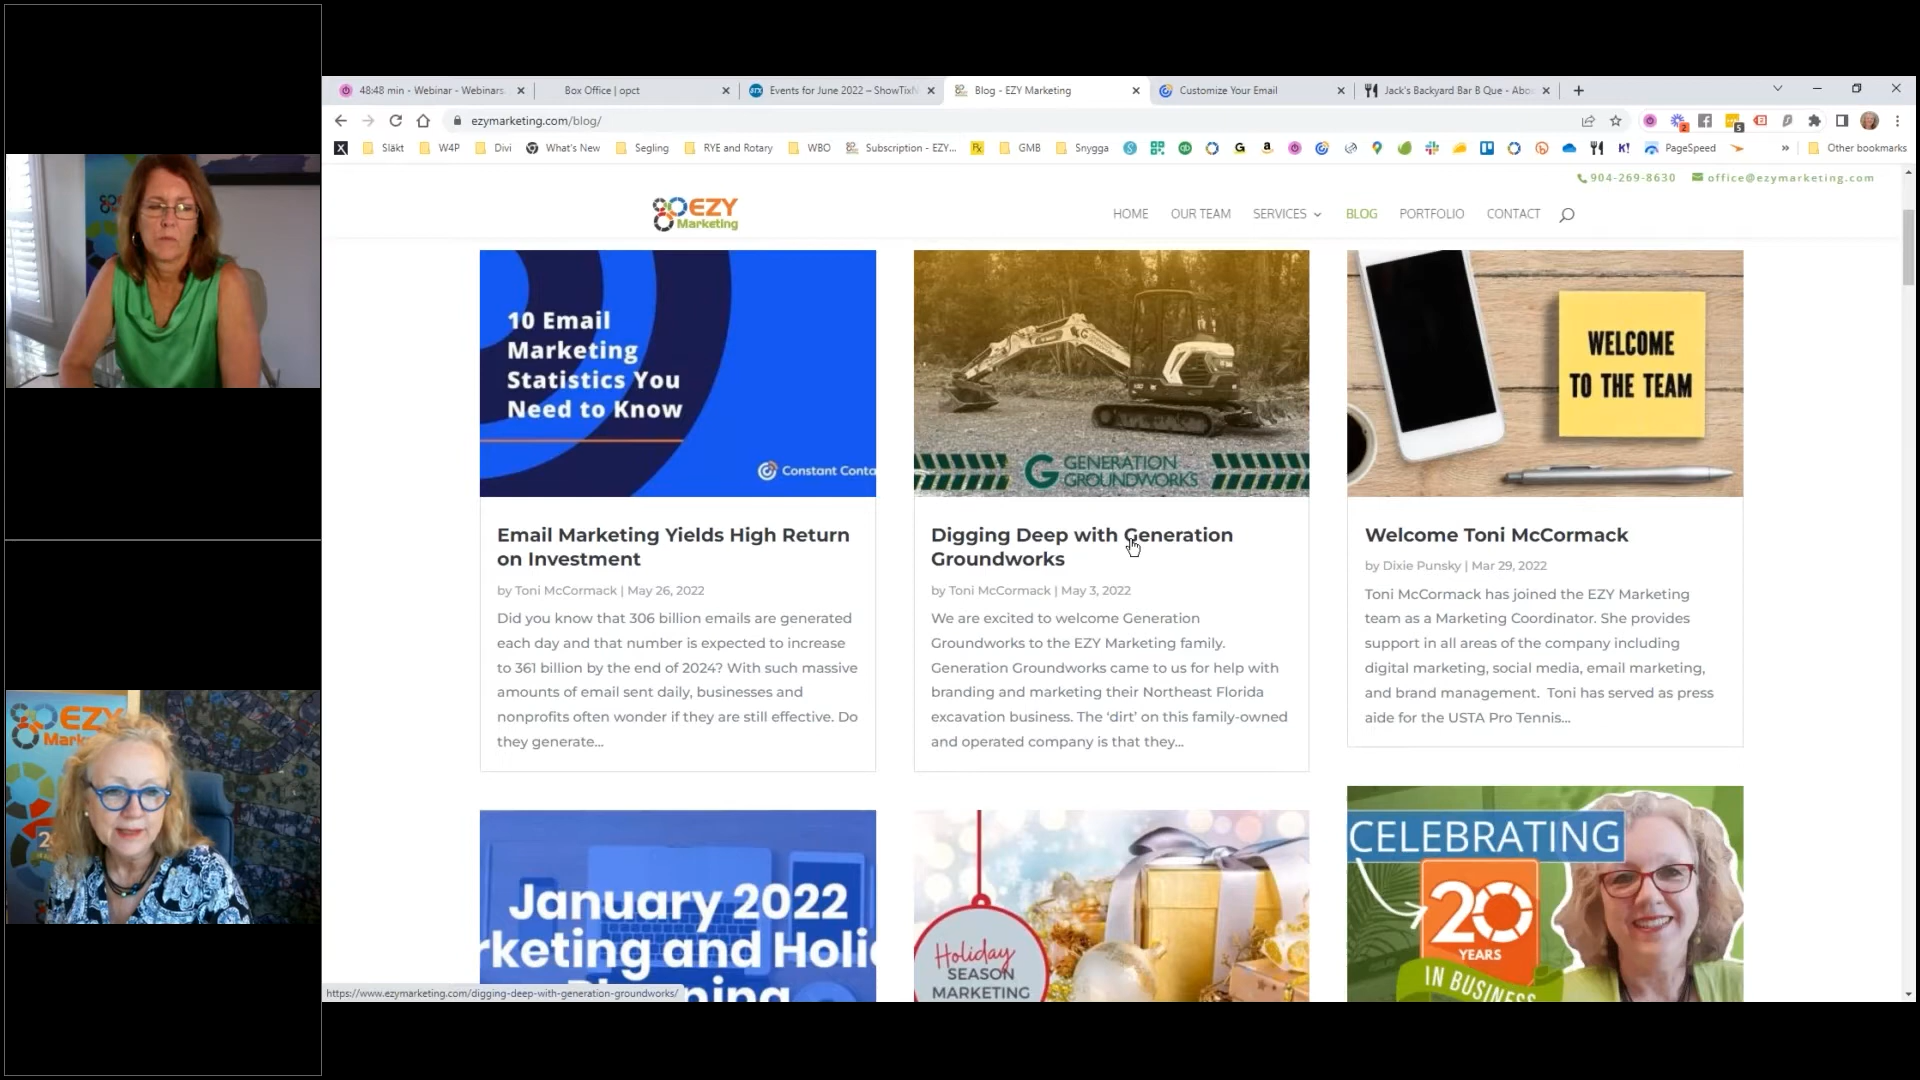 48:48 min - Webinar - Webinars
Box Office | opct
Events for June 2022 – ShowTixN
Blog - EZY Marketing
Customize Your Email
Jack's Backyard Bar B Que - Abo
ezymarketing.com/blog/
Släkt
W4P
Divi
What's New
Segling
RYE and Rotary
WBO
Subscription - EZY...
GMB
Snygga
PageSpeed
»
Other bookmarks
904-269-8630
office@ezymarketing.com
EZY
Marketing
HOME
OUR TEAM
SERVICES
BLOG
PORTFOLIO
CONTACT
10 Email
Marketing
Statistics You
Need to Know
Constant Conta
Email Marketing Yields High Return
on Investment
by Toni McCormack | May 26, 2022
Did you know that 306 billion emails are generated
each day and that number is expected to increase
to 361 billion by the end of 2024? With such massive
amounts of email sent daily, businesses and
nonprofits often wonder if they are still effective. Do
they generate...
G GENERATION
GROUNDWORKS
Digging Deep with Generation
Groundworks
by Toni McCormack | May 3, 2022
We are excited to welcome Generation
Groundworks to the EZY Marketing family.
Generation Groundworks came to us for help with
branding and marketing their Northeast Florida
excavation business. The ‘dirt’ on this family-owned
and operated company is that they...
WELCOME
TO THE TEAM
Welcome Toni McCormack
by Dixie Punsky | Mar 29, 2022
Toni McCormack has joined the EZY Marketing
team as a Marketing Coordinator. She provides
support in all areas of the company including
digital marketing, social media, email marketing,
and brand management. Toni has served as press
aide for the USTA Pro Tennis...
January 2022
rketing and Holi
Holiday
SEASON
MARKETING
CELEBRATING
20
YEARS
IN BUSINESS
https://www.ezymarketing.com/digging-deep-with-generation-groundworks/
EZY